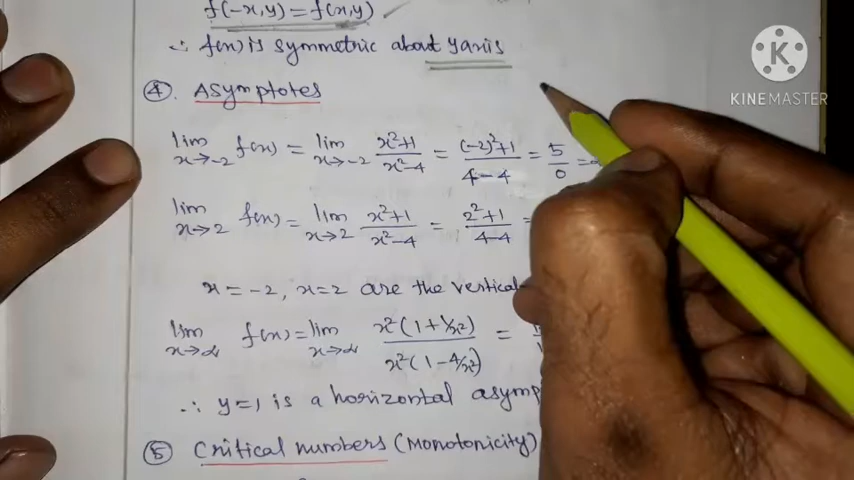 f(-x,y) = f(x,y)
∴ f(x) is symmetric about yaxis
KINEMASTER
④. Asymptotes
lim x→-2 f(x) = lim x→-2 x²+1/x²-4 = (-2)²+1/4-4 = 5/0 =
lim x→2 f(x) = lim x→2 x²+1/x²-4 = 2²+1/4-4 =
x = -2, x=2 are the vertical
lim x→∝ f(x) = lim x→∝ x²(1+1/x²)/x²(1-4/x²) =
∴ y=1 is a horizontal asymp
⑤ Critical numbers (Monotonicity)